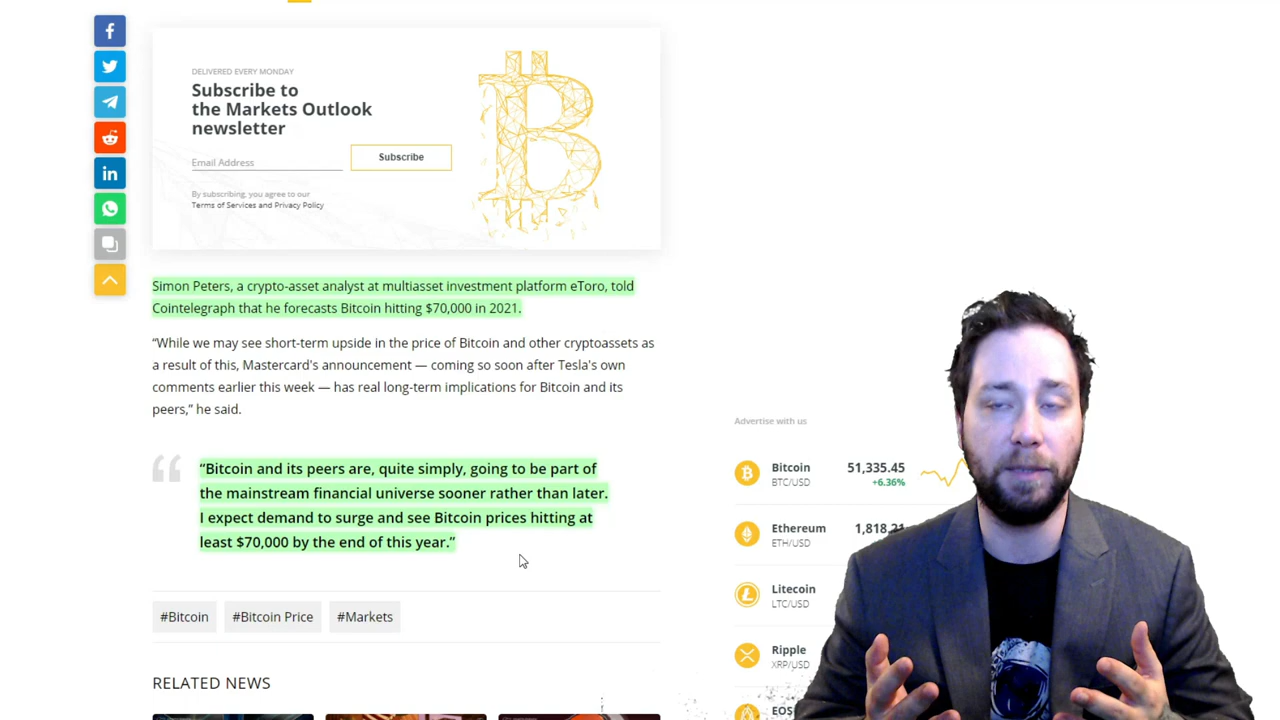 DELIVERED EVERY MONDAY
Subscribe to
the Markets Outlook
newsletter
Email Address
Subscribe
By subscribing, you agree to our
Terms of Services and Privacy Policy
Simon Peters, a crypto-asset analyst at multiasset investment platform eToro, told
Cointelegraph that he forecasts Bitcoin hitting $70,000 in 2021.
“While we may see short-term upside in the price of Bitcoin and other cryptoassets as
a result of this, Mastercard's announcement — coming so soon after Tesla's own
comments earlier this week — has real long-term implications for Bitcoin and its
peers,” he said.
“Bitcoin and its peers are, quite simply, going to be part of
the mainstream financial universe sooner rather than later.
I expect demand to surge and see Bitcoin prices hitting at
least $70,000 by the end of this year.”
#Bitcoin
#Bitcoin Price
#Markets
RELATED NEWS
Advertise with us
Bitcoin
BTC/USD
51,335.45
+6.36%
Ethereum
ETH/USD
Litecoin
LTC/USD
Ripple
XRP/USD
EOS